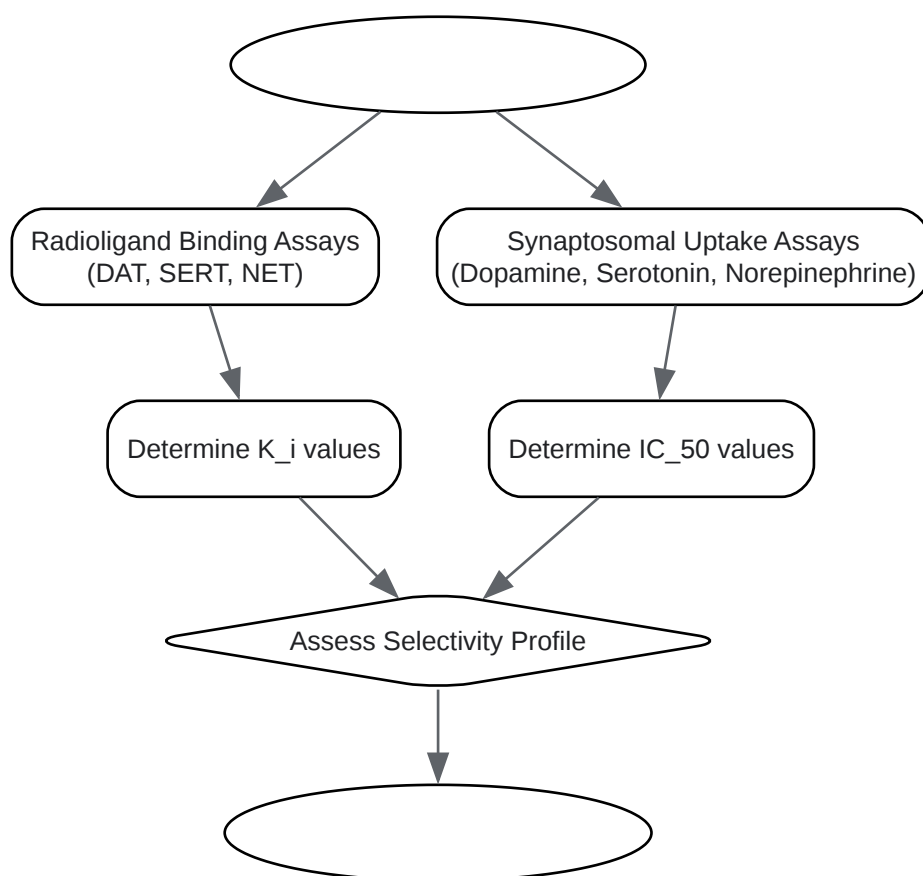 Radioligand Binding Assays
(DAT, SERT, NET)
Synaptosomal Uptake Assays
(Dopamine, Serotonin, Norepinephrine)
Determine K_i values
Determine IC_50 values
Assess Selectivity Profile